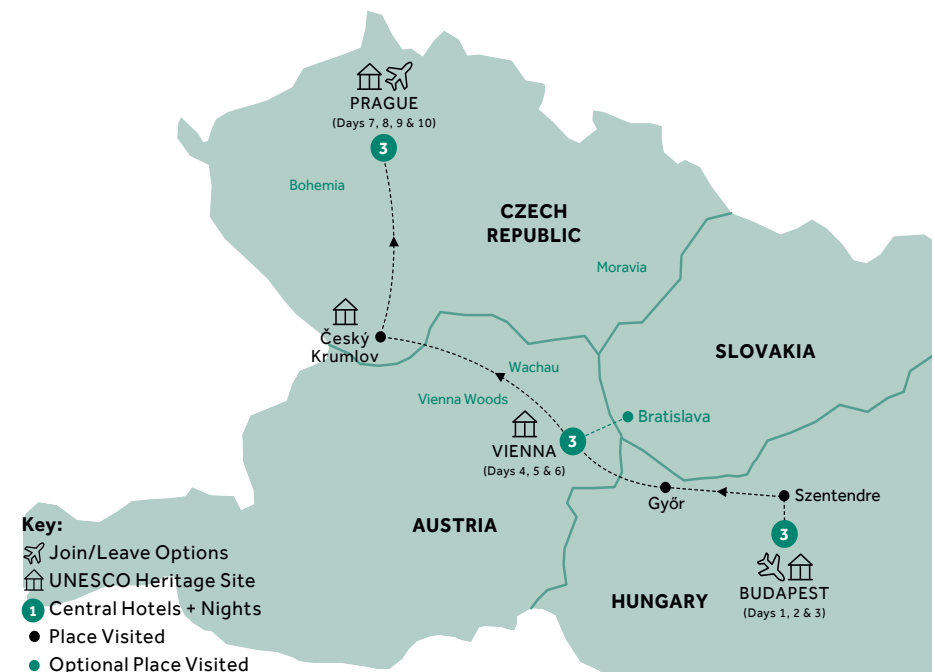 PRAGUE
(Days 7, 8, 9 & 10)
3
Bohemia
CZECH
REPUBLIC
Moravia
Český
Krumlov
SLOVAKIA
Wachau
Vienna Woods
Bratislava
3
VIENNA
(Days 4, 5 & 6)
Győr
Szentendre
AUSTRIA
3
HUNGARY
BUDAPEST
(Days 1, 2 & 3)
Key:
Join/Leave Options
UNESCO Heritage Site
1 Central Hotels + Nights
Place Visited
Optional Place Visited